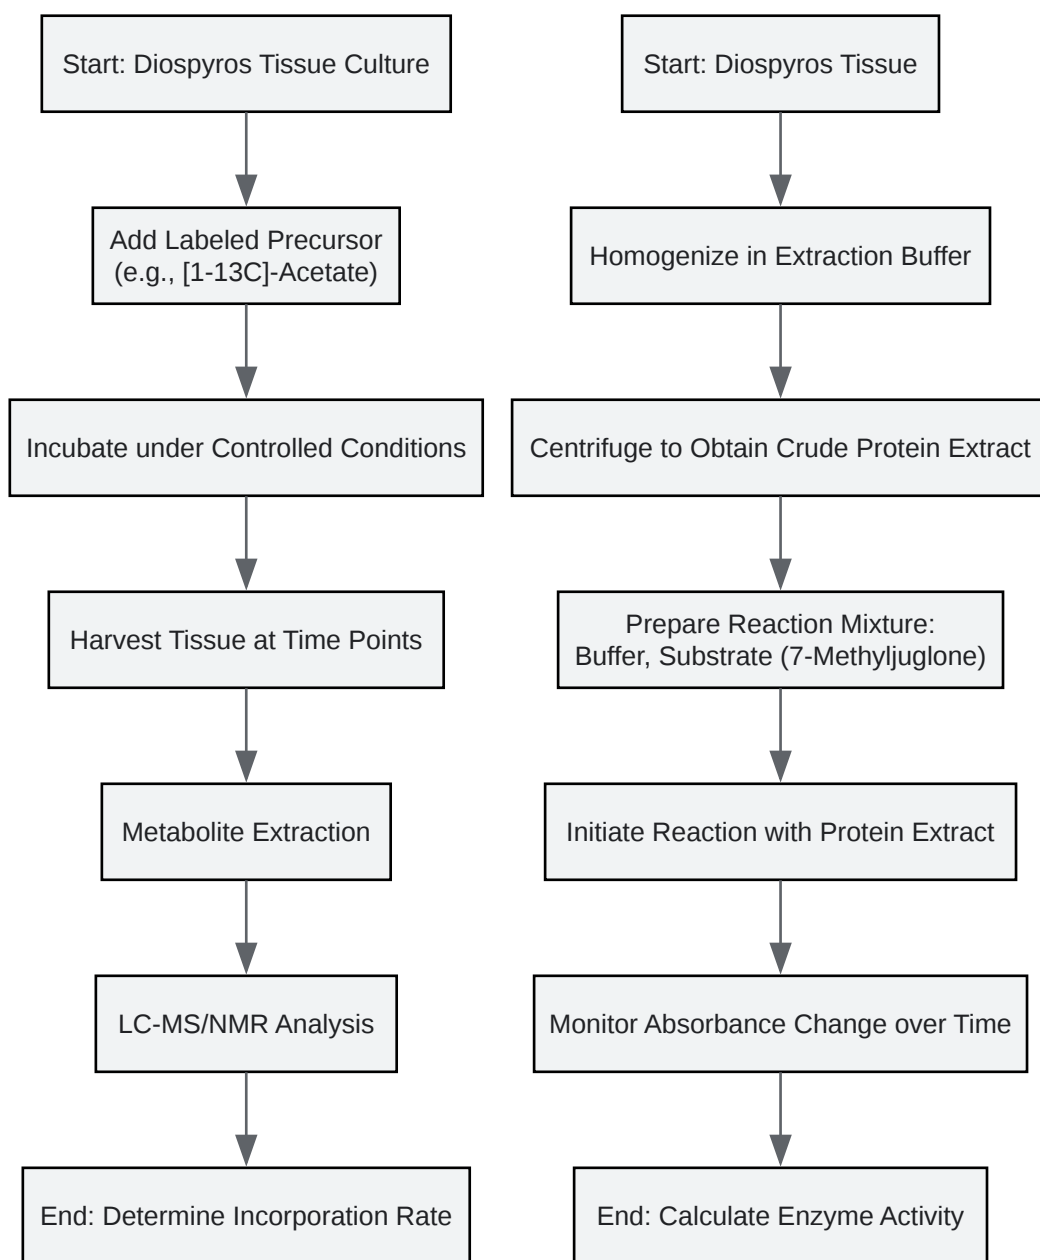 Start: Diospyros Tissue Culture
Add Labeled Precursor
(e.g., [1-13C]-Acetate)
Incubate under Controlled Conditions
Harvest Tissue at Time Points
Metabolite Extraction
LC-MS/NMR Analysis
End: Determine Incorporation Rate
Start: Diospyros Tissue
Homogenize in Extraction Buffer
Centrifuge to Obtain Crude Protein Extract
Prepare Reaction Mixture:
Buffer, Substrate (7-Methyljuglone)
Initiate Reaction with Protein Extract
Monitor Absorbance Change over Time
End: Calculate Enzyme Activity